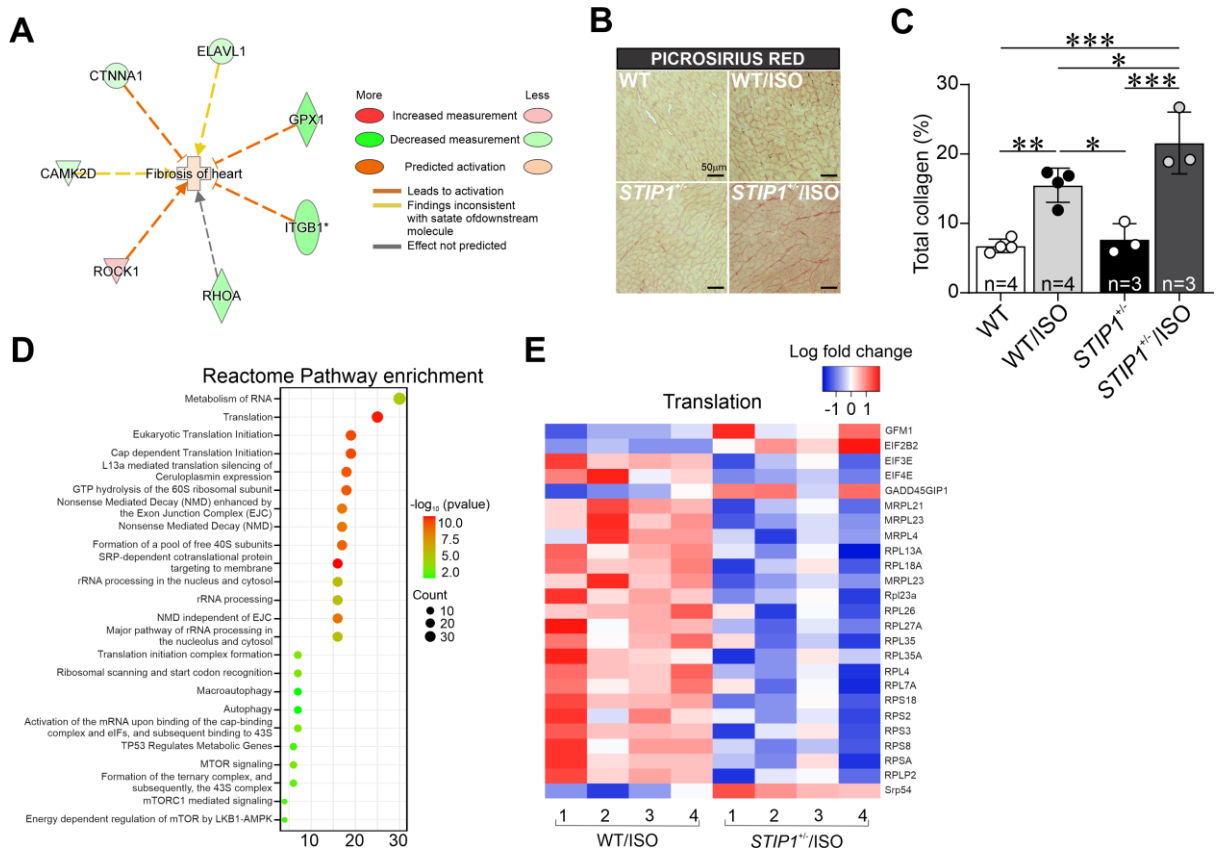 A
ELAVL1
CTNNA1
GPX1
CAMK2D
Fibrosis of heart
ITGB1*
ROCK1
RHOA
More
Less
Increased measurement
Decreased measurement
Predicted activation
Leads to activation
Findings inconsistent
with satate ofdownstream
molecule
Effect not predicted
B
PICROSIRIUS RED
WT
WT/ISO
50μm
STIP1+/-
STIP1+/-/ISO
C
***
*
***
**
*
Total collagen (%)
30
20
10
0
n=4
n=4
n=3
n=3
WT
WT/ISO
STIP1+/-
STIP1+/-/ISO
D
Reactome Pathway enrichment
Metabolism of RNA
Translation
Eukaryotic Translation Initiation
Cap dependent Translation Initiation
L13a mediated translation silencing of
Ceruloplasmin expression
GTP hydrolysis of the 60S ribosomal subunit
Nonsense Mediated Decay (NMD) enhanced by
the Exon Junction Complex (EJC)
Nonsense Mediated Decay (NMD)
Formation of a pool of free 40S subunits
SRP-dependent cotranslational protein
targeting to membrane
rRNA processing in the nucleus and cytosol
rRNA processing
NMD independent of EJC
Major pathway of rRNA processing in
the nucleolus and cytosol
Translation initiation complex formation
Ribosomal scanning and start codon recognition
Macroautophagy
Autophagy
Activation of the mRNA upon binding of the cap-binding
complex and eIFs, and subsequent binding to 43S
TP53 Regulates Metabolic Genes
MTOR signaling
Formation of the ternary complex, and
subsequently, the 43S complex
mTORC1 mediated signaling
Energy dependent regulation of mTOR by LKB1-AMPK
10 20 30
-log10 (pvalue)
10.0
8.0
6.0
4.0
2.0
Count
10
20
30
E
Log fold change
-1 0 1
Translation
GFM1
EIF2B2
EIF3E
EIF4E
GADD45GIP1
MRPL21
MRPL23
MRPL4
RPL13A
RPL18A
MRPL23
Rpl23a
RPL26
RPL27A
RPL35
RPL35A
RPL4
RPL7A
RPS18
RPS2
RPS3
RPS8
RPSA
RPLP2
Srp54
1 2 3 4 1 2 3 4
WT/ISO
STIP1+/-/ISO